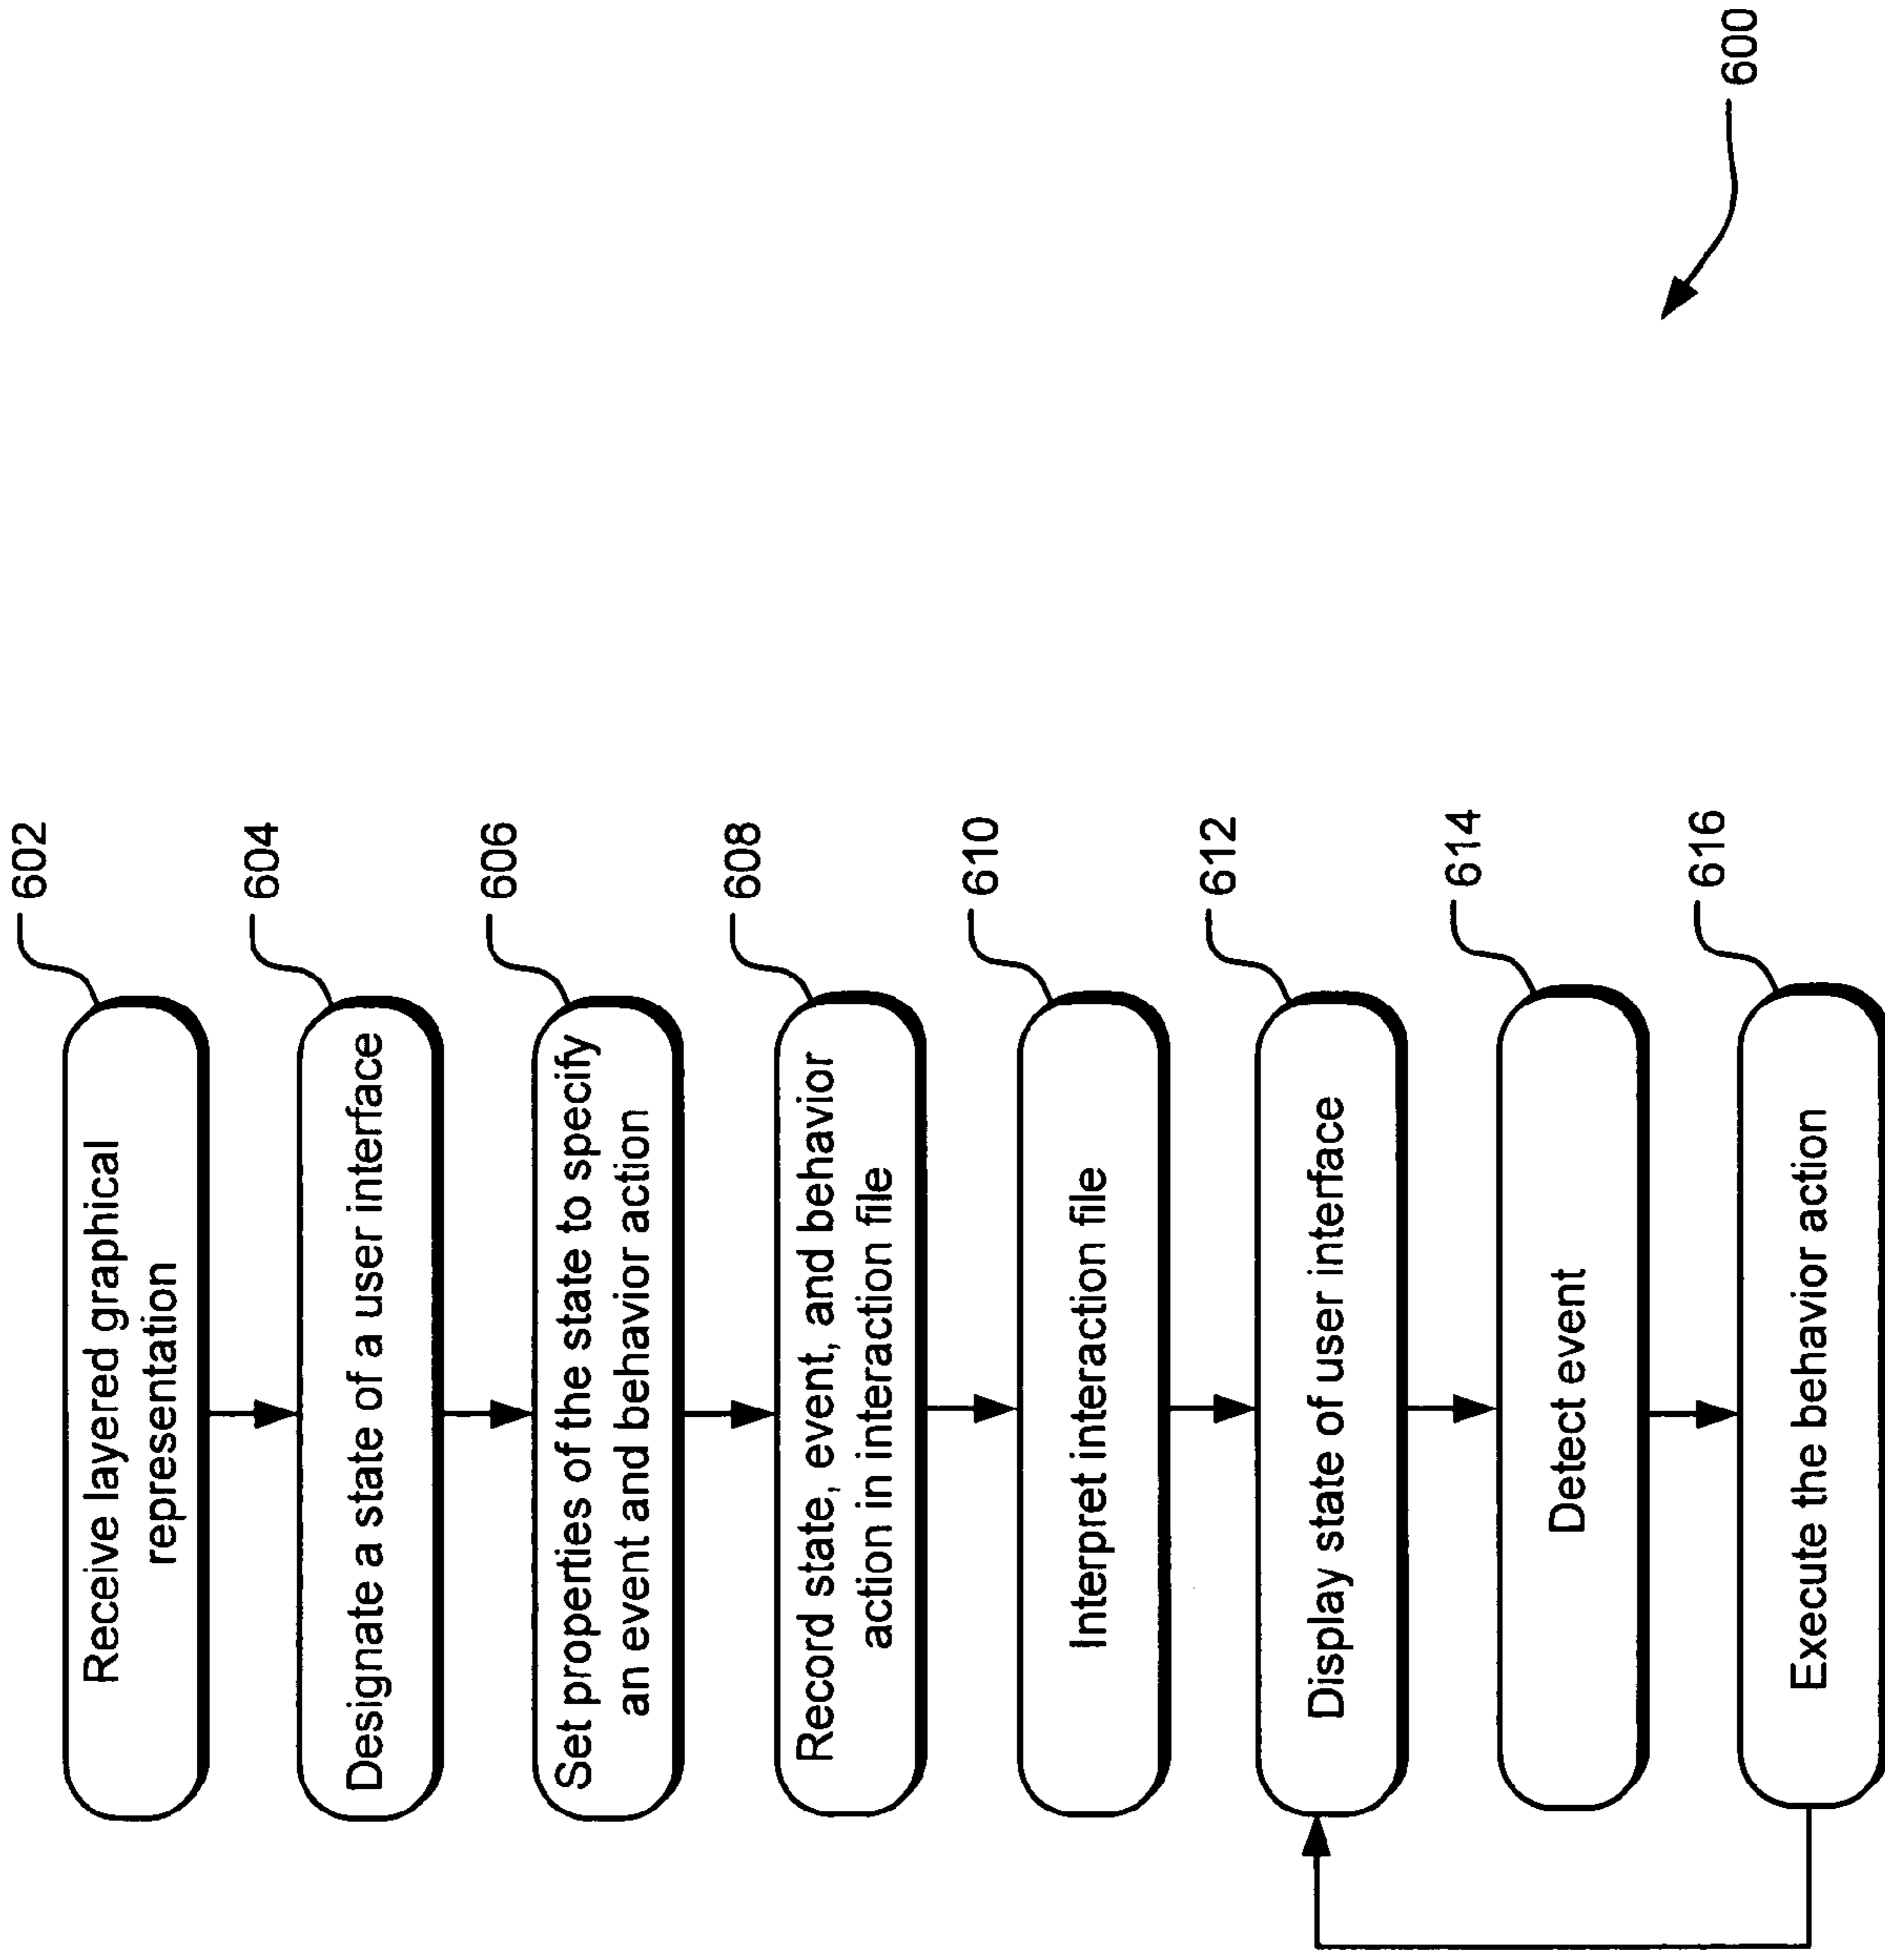 600
602
Receive layered graphical
representation
604
Designate a state of a user interface
606
Set properties of the state to specify
an event and behavior action
608
Record state, event, and behavior
action in interaction file
610
Interpret interaction file
612
Display state of user interface
614
Detect event
616
Execute the behavior action